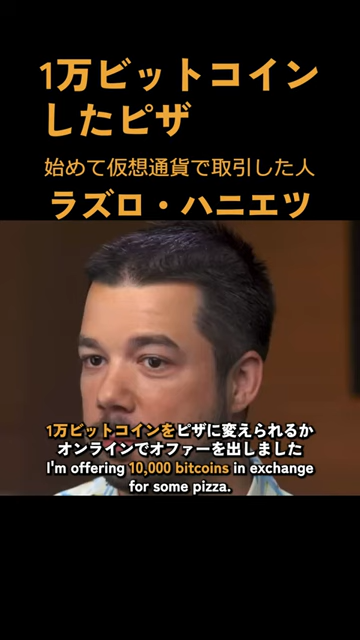 1万ビットコイン
したピザ
始めて仮想通貨で取引した人
ラズロ・ハニエツ
1万ビットコインをピザに変えられるか
オンラインでオファーを出しました
I'm offering 10,000 bitcoins in exchange
for some pizza.